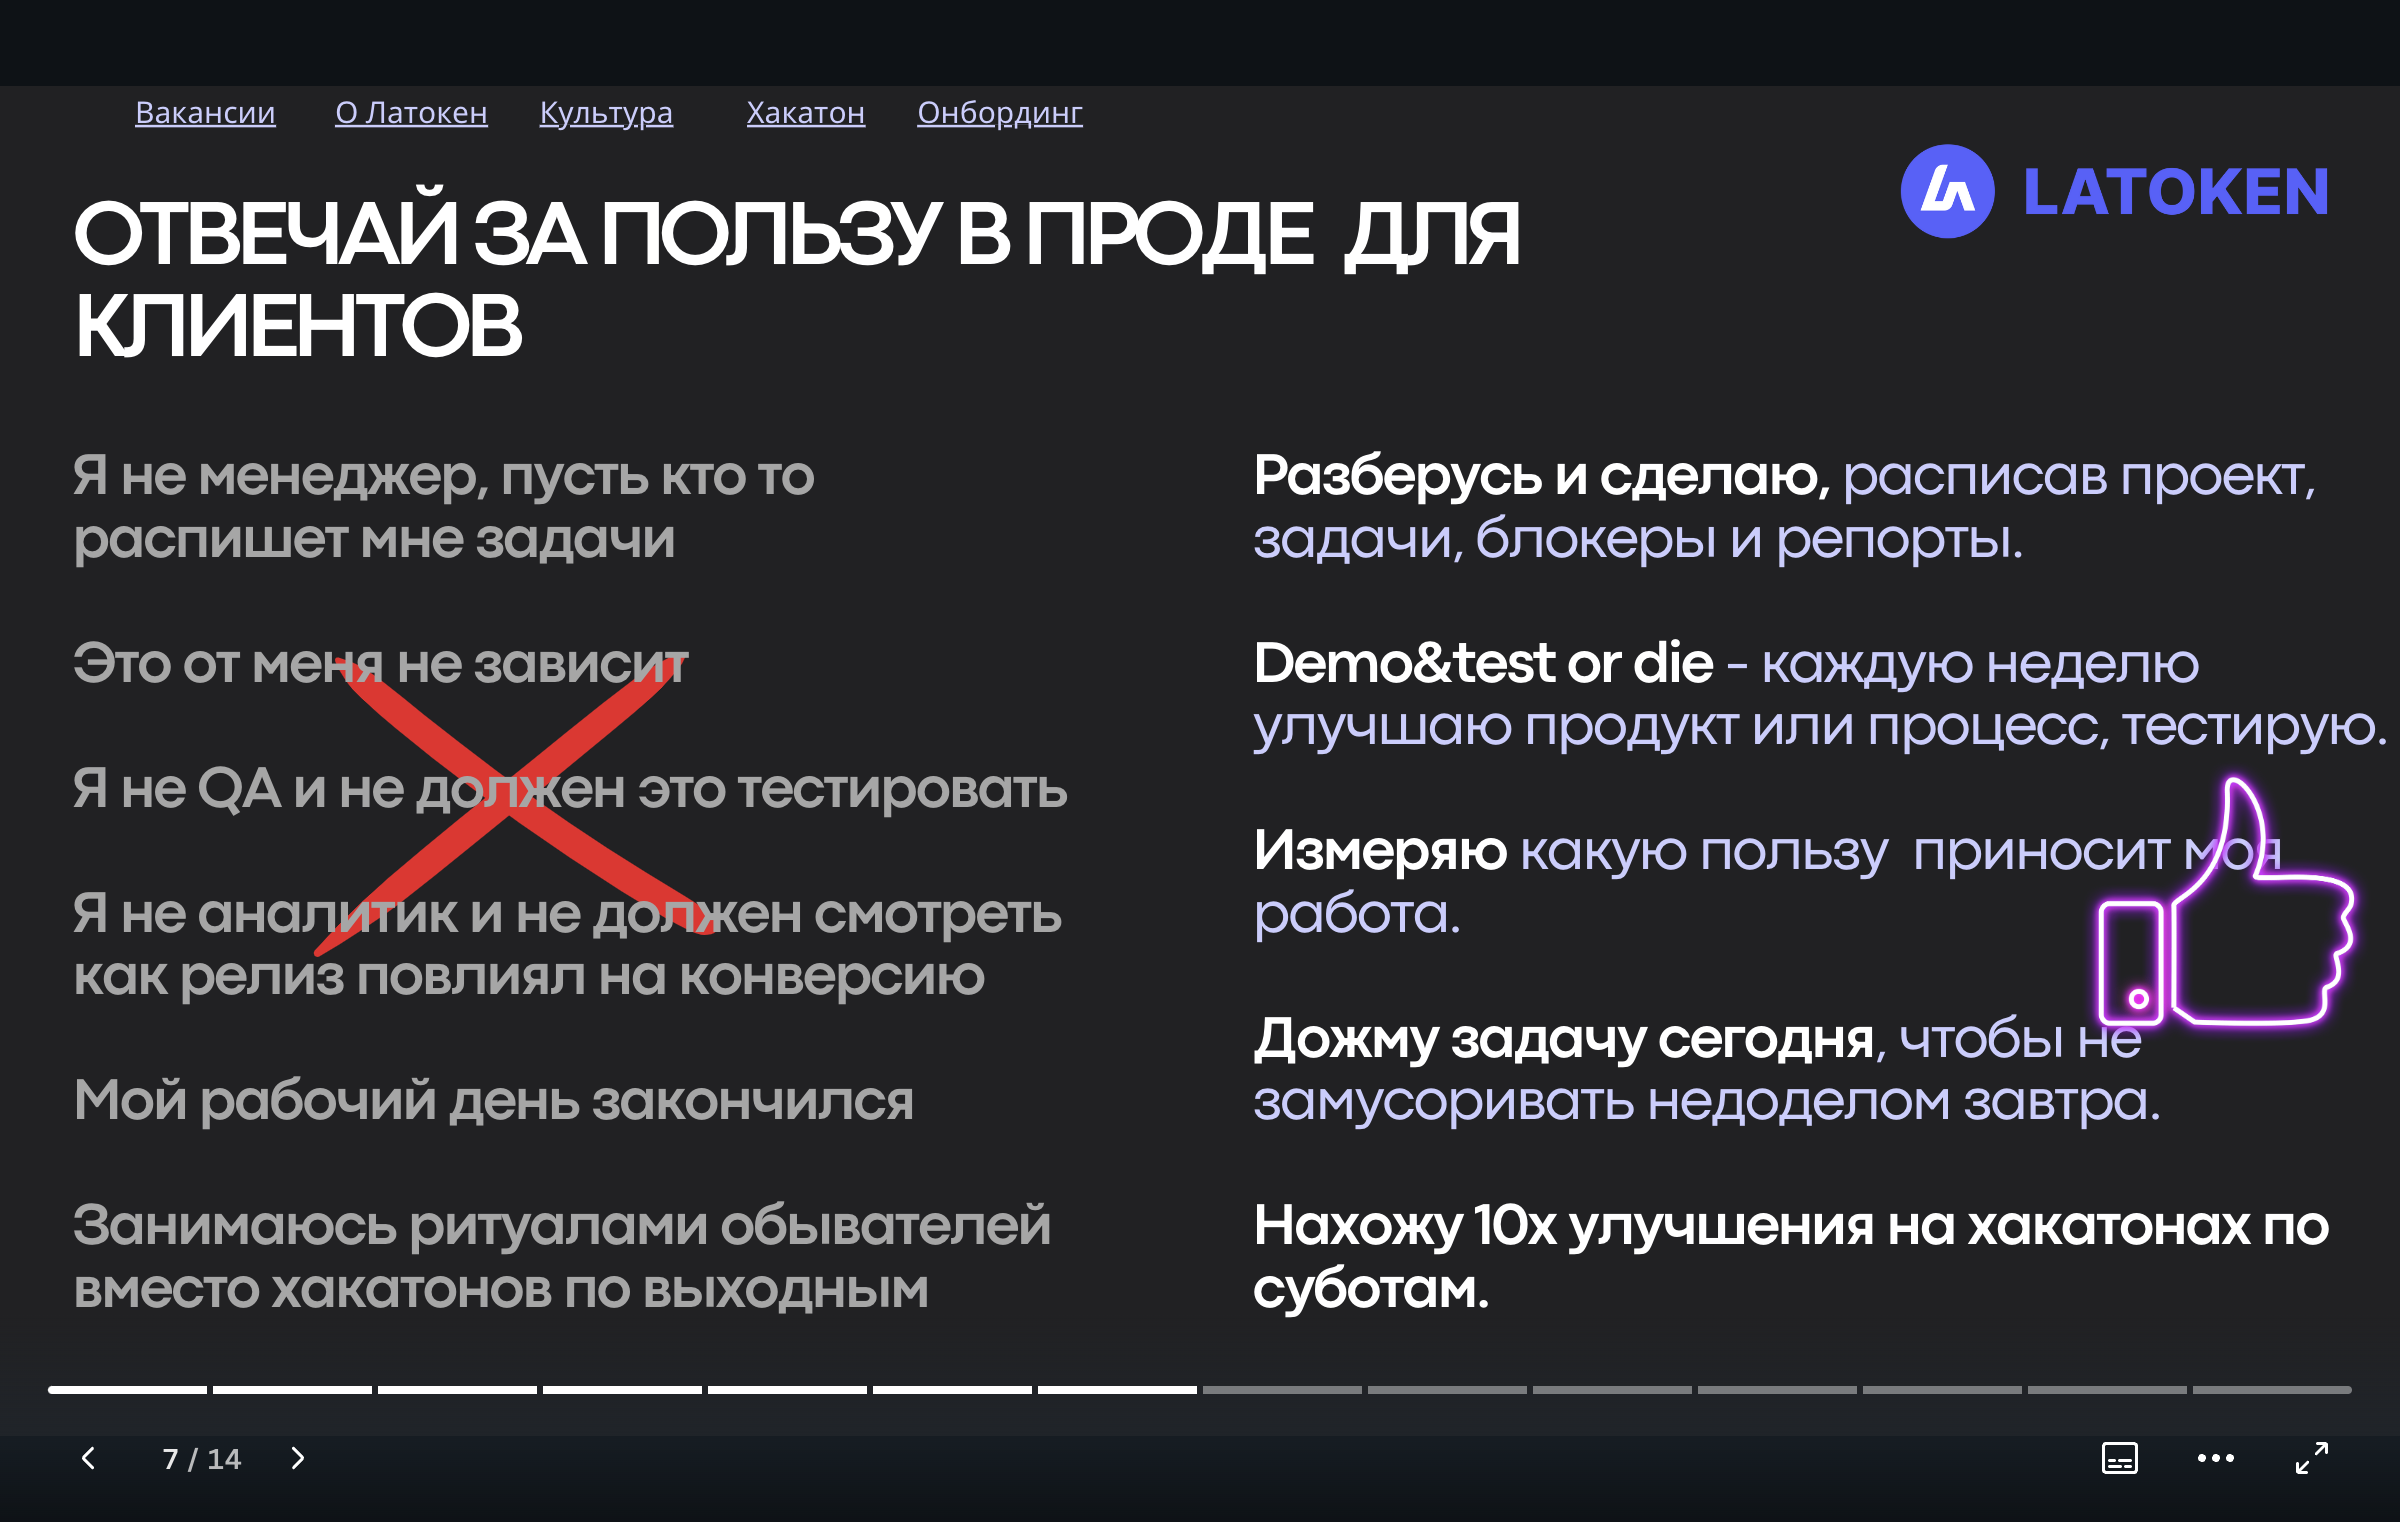 Вакансии О Латокен Культура Хакатон Онбординг
LATOKEN
ОТВЕЧАЙ ЗА ПОЛЬЗУ В ПРОДЕ ДЛЯ
КЛИЕНТОВ
Я не менеджер, пусть кто то
распишет мне задачи
Это от меня не зависит
Я не QA и не должен это тестировать
Я не аналитик и не должен смотреть
как релиз повлиял на конверсию
Мой рабочий день закончился
Занимаюсь ритуалами обывателей
вместо хакатонов по выходным
Разберусь и сделаю, расписав проект,
задачи, блокеры и репорты.
Demo&test or die - каждую неделю
улучшаю продукт или процесс, тестирую.
Измеряю какую пользу приносит моя
работа.
Дожму задачу сегодня, чтобы не
замусоривать недоделом завтра.
Нахожу 10х улучшения на хакатонах по
суботам.
7 / 14